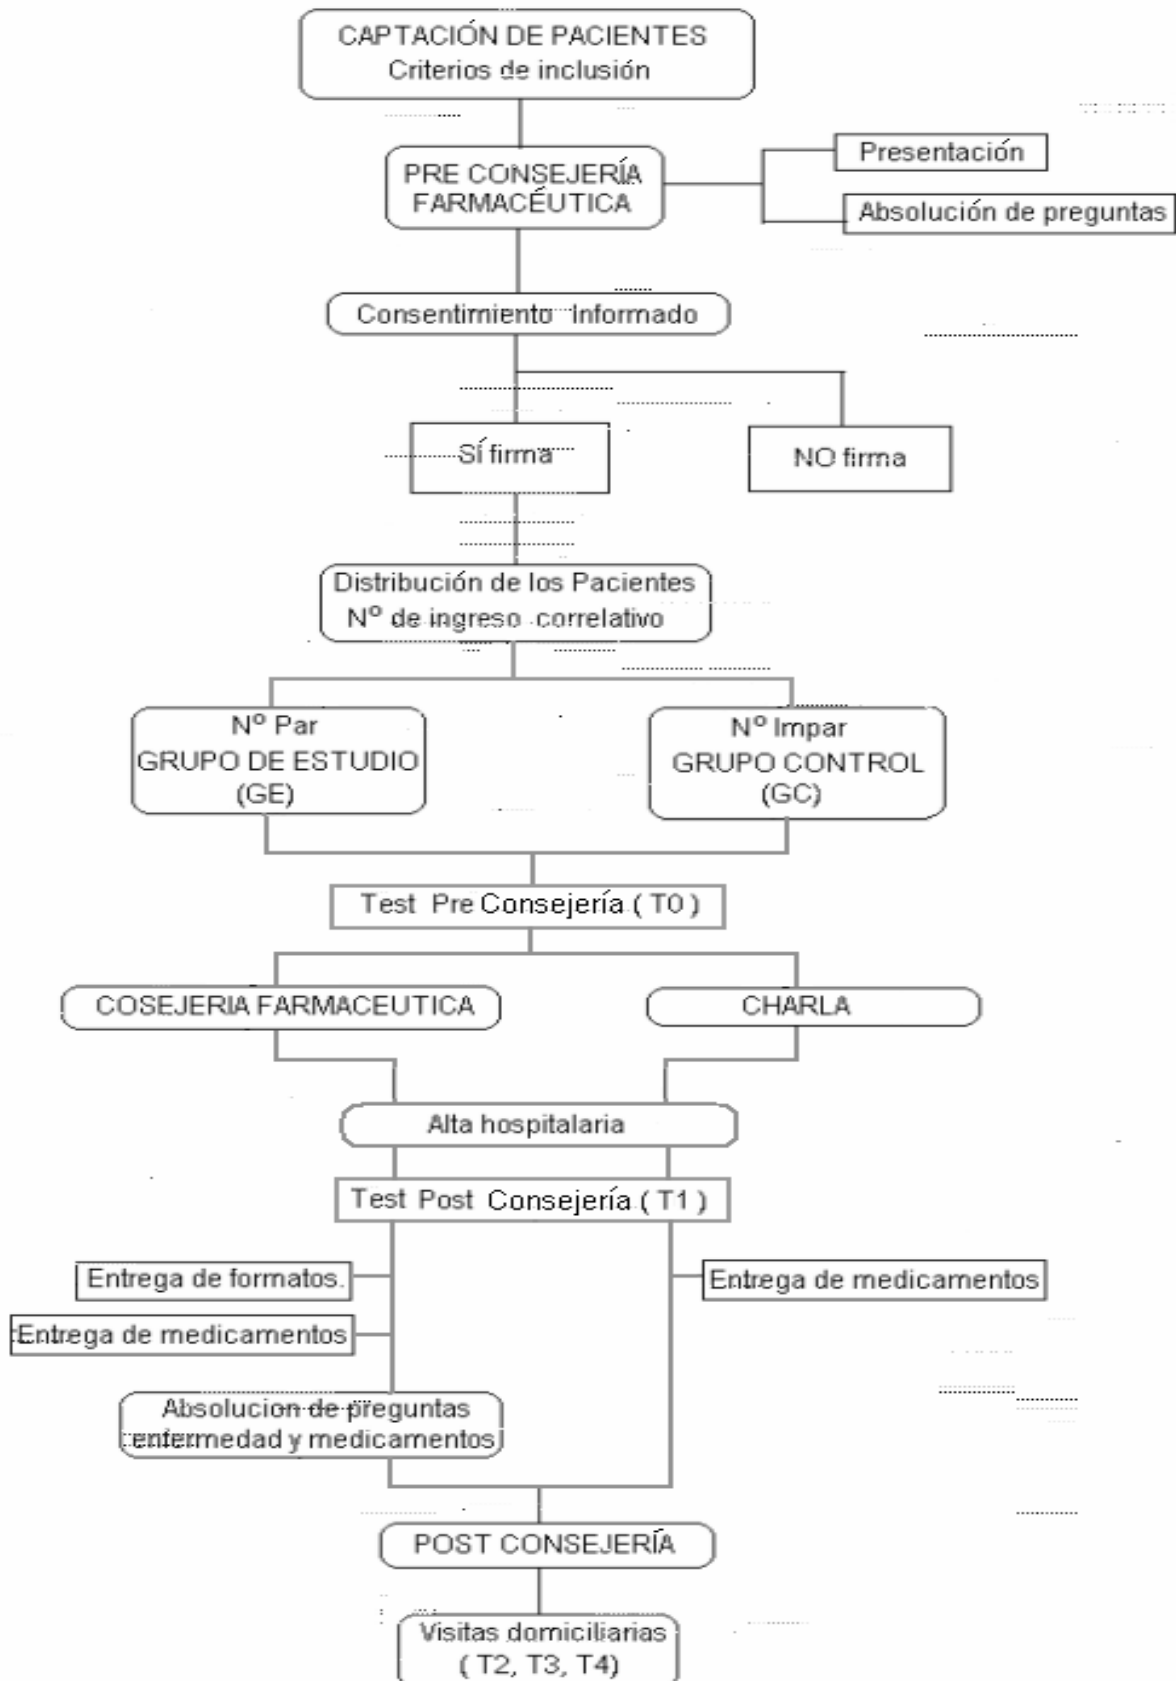 CAPTACIÓN DE PACIENTES
Criterios de inclusión
PRE CONSEJERÍA
FARMACÉUTICA
Presentación
Absolución de preguntas
Consentimiento Informado
SÍ firma
NO firma
Distribución de los Pacientes
Nº de ingreso correlativo
Nº Par
GRUPO DE ESTUDIO
(GE)
Nº Impar
GRUPO CONTROL
(GC)
Test Pre Consejería ( T0 )
COSEJERIA FARMACEUTICA
CHARLA
Alta hospitalaria
Test Post Consejería ( T1 )
Entrega de formatos.
Entrega de medicamentos
Entrega de medicamentos
Absolucion de preguntas
enfermedad y medicamentos
POST CONSEJERÍA
Visitas domiciliarias
( T2, T3, T4)